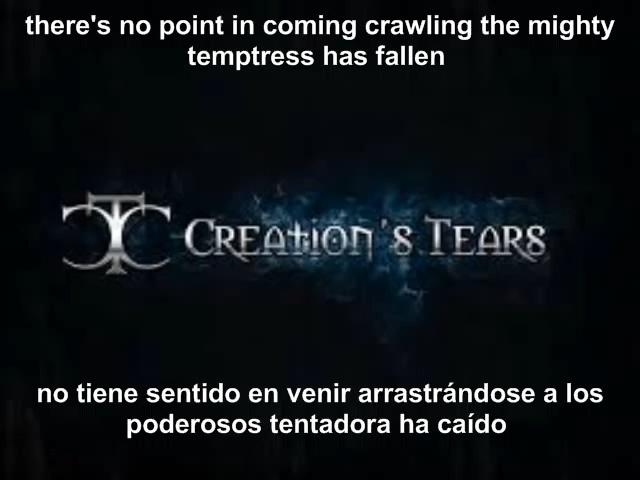 there's no point in coming crawling the mighty
temptress has fallen
CREATION'S TEARS
no tiene sentido en venir arrastrándose a los
poderosos tentadora ha caído